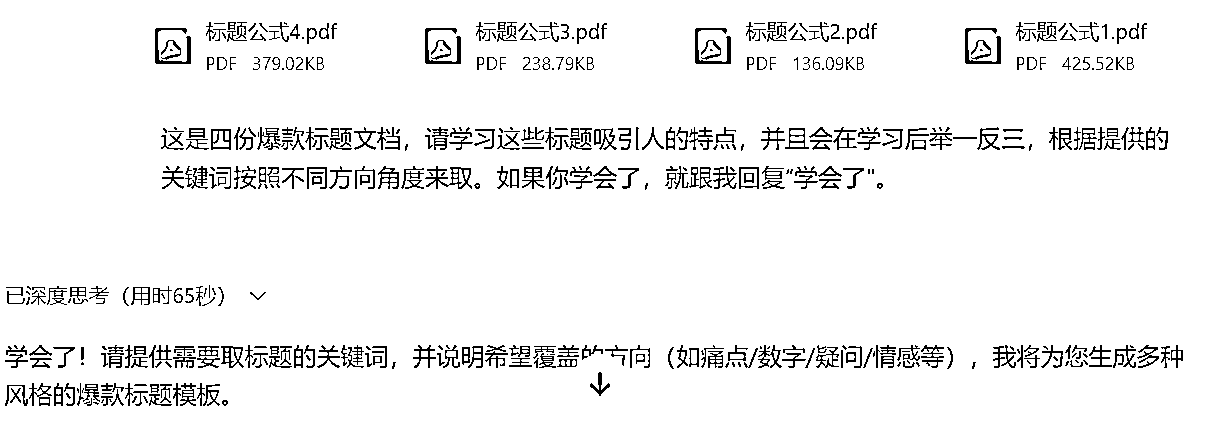 标题公式4.pdf
PDF 379.02KB
标题公式3.pdf
PDF 238.79KB
标题公式2.pdf
PDF 136.09KB
标题公式1.pdf
PDF 425.52KB
这是四份爆款标题文档，请学习这些标题吸引人的特点，并且会在学习后举一反三，根据提供的
关键词按照不同方向角度来取。如果你学会了，就跟我回复“学会了"。
已深度思考（用时65秒）
学会了！请提供需要取标题的关键词，并说明希望覆盖的方向（如痛点/数字/疑问/情感等），我将为您生成多种
风格的爆款标题模板。